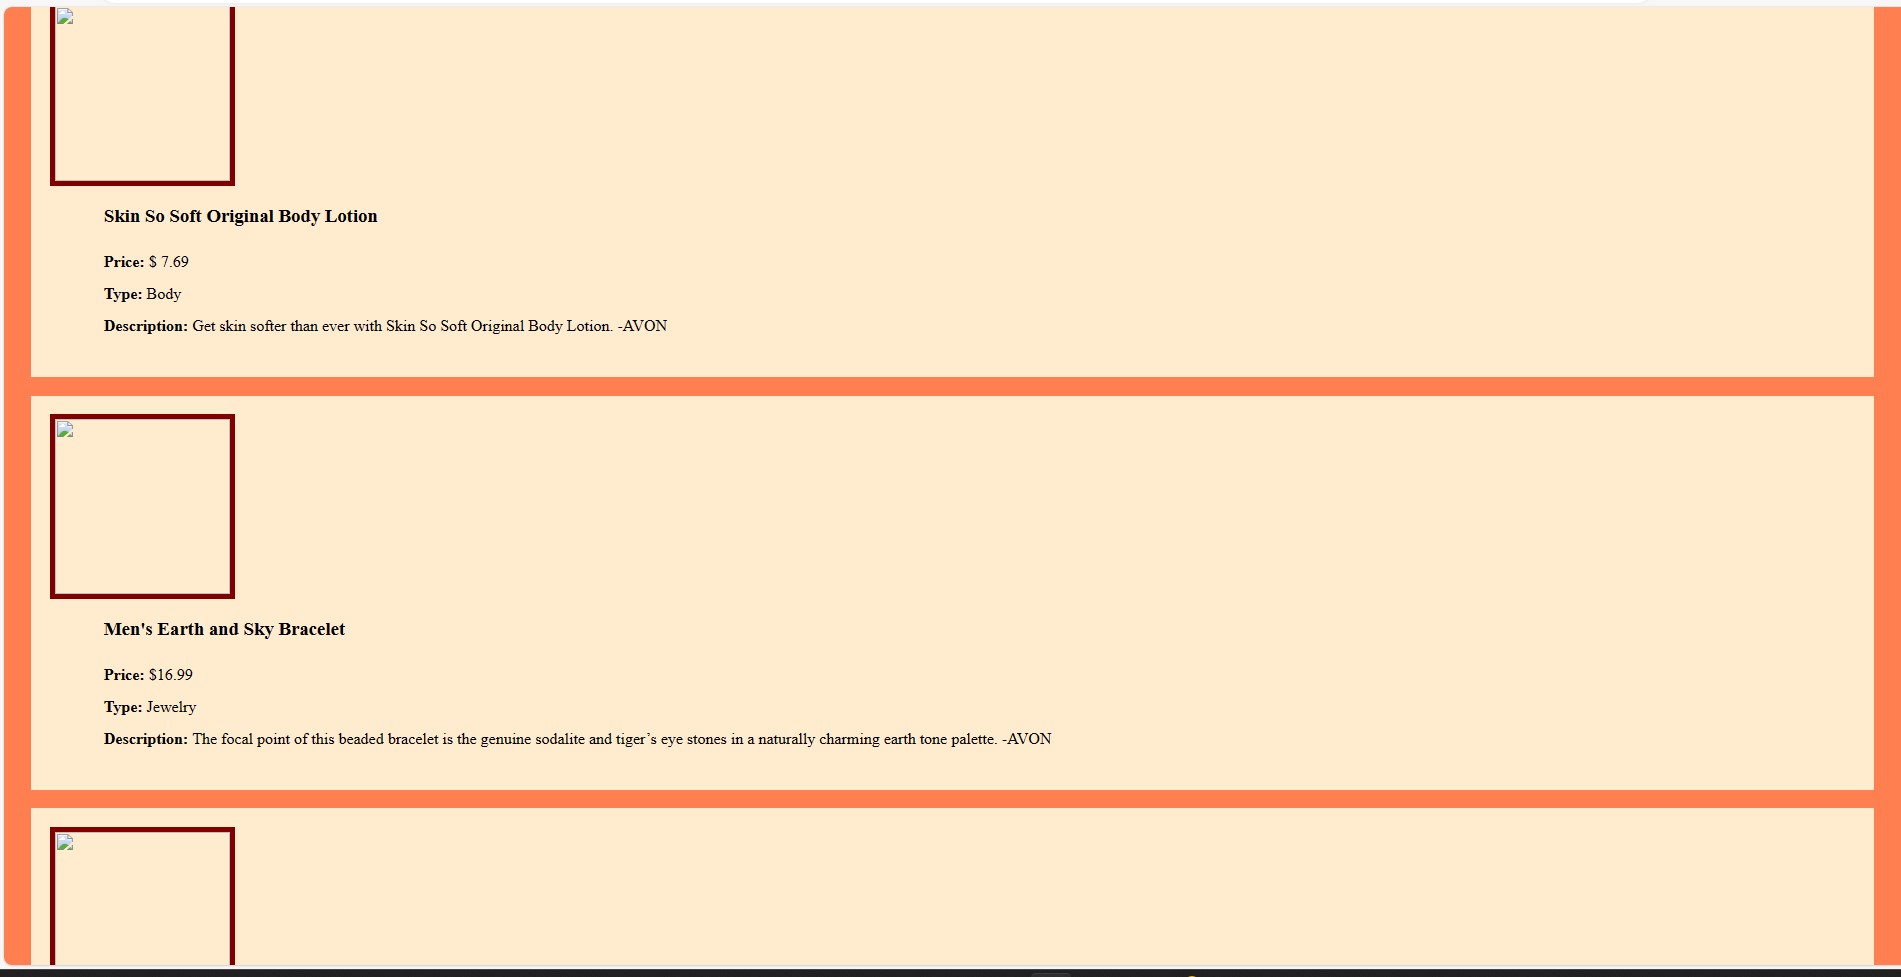 Skin So Soft Original Body Lotion
Price: $ 7.69
Type: Body
Description: Get skin softer than ever with Skin So Soft Original Body Lotion. -AVON
Men's Earth and Sky Bracelet
Price: $16.99
Type: Jewelry
Description: The focal point of this beaded bracelet is the genuine sodalite and tiger’s eye stones in a naturally charming earth tone palette. -AVON